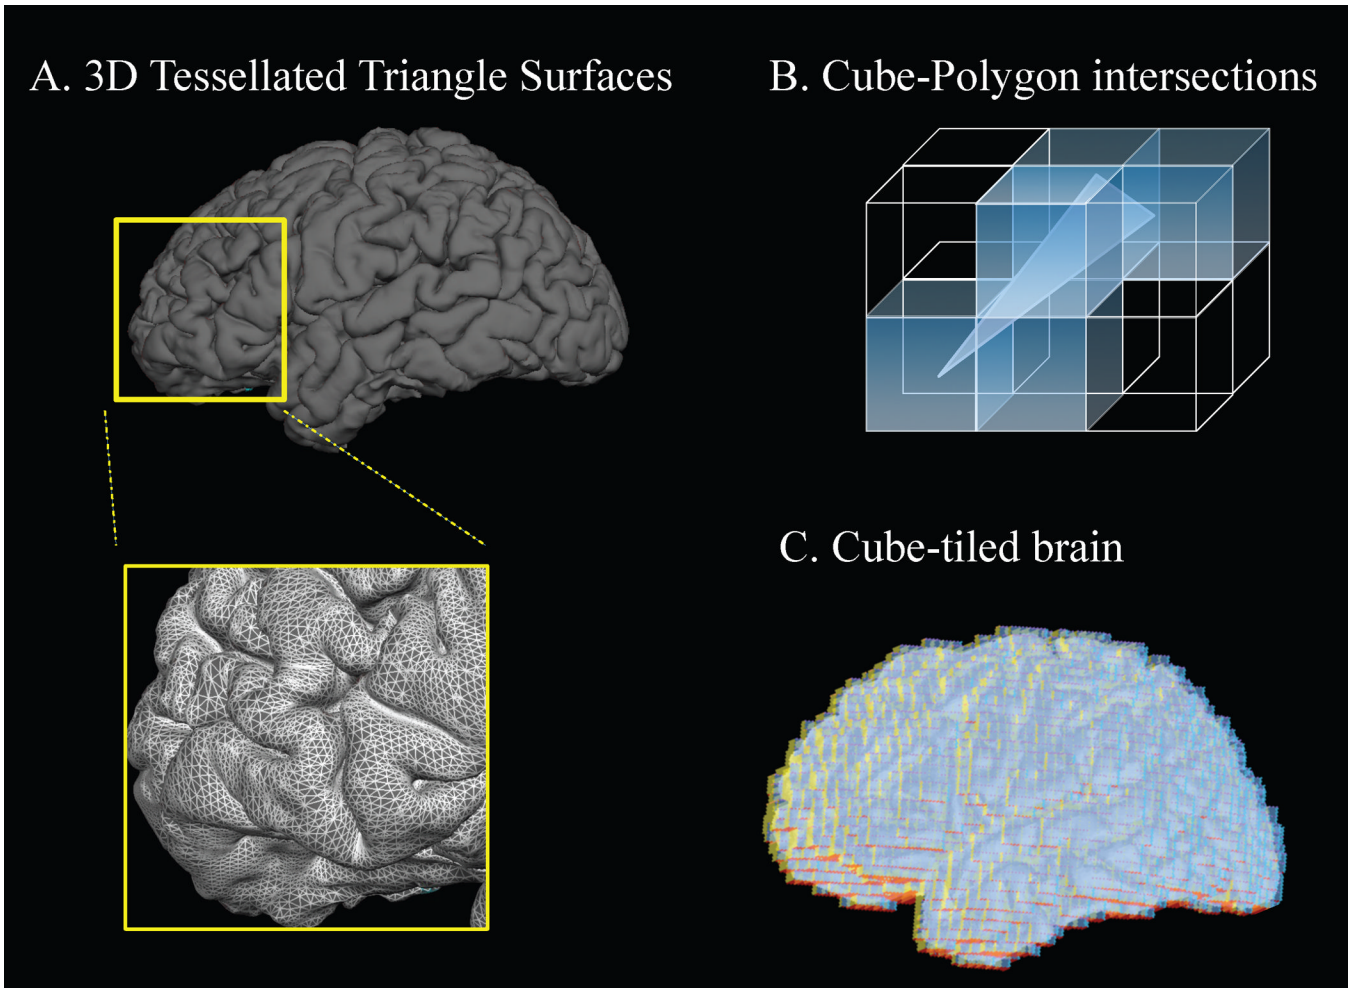 A. 3D Tessellated Triangle Surfaces
B. Cube-Polygon intersections
C. Cube-tiled brain